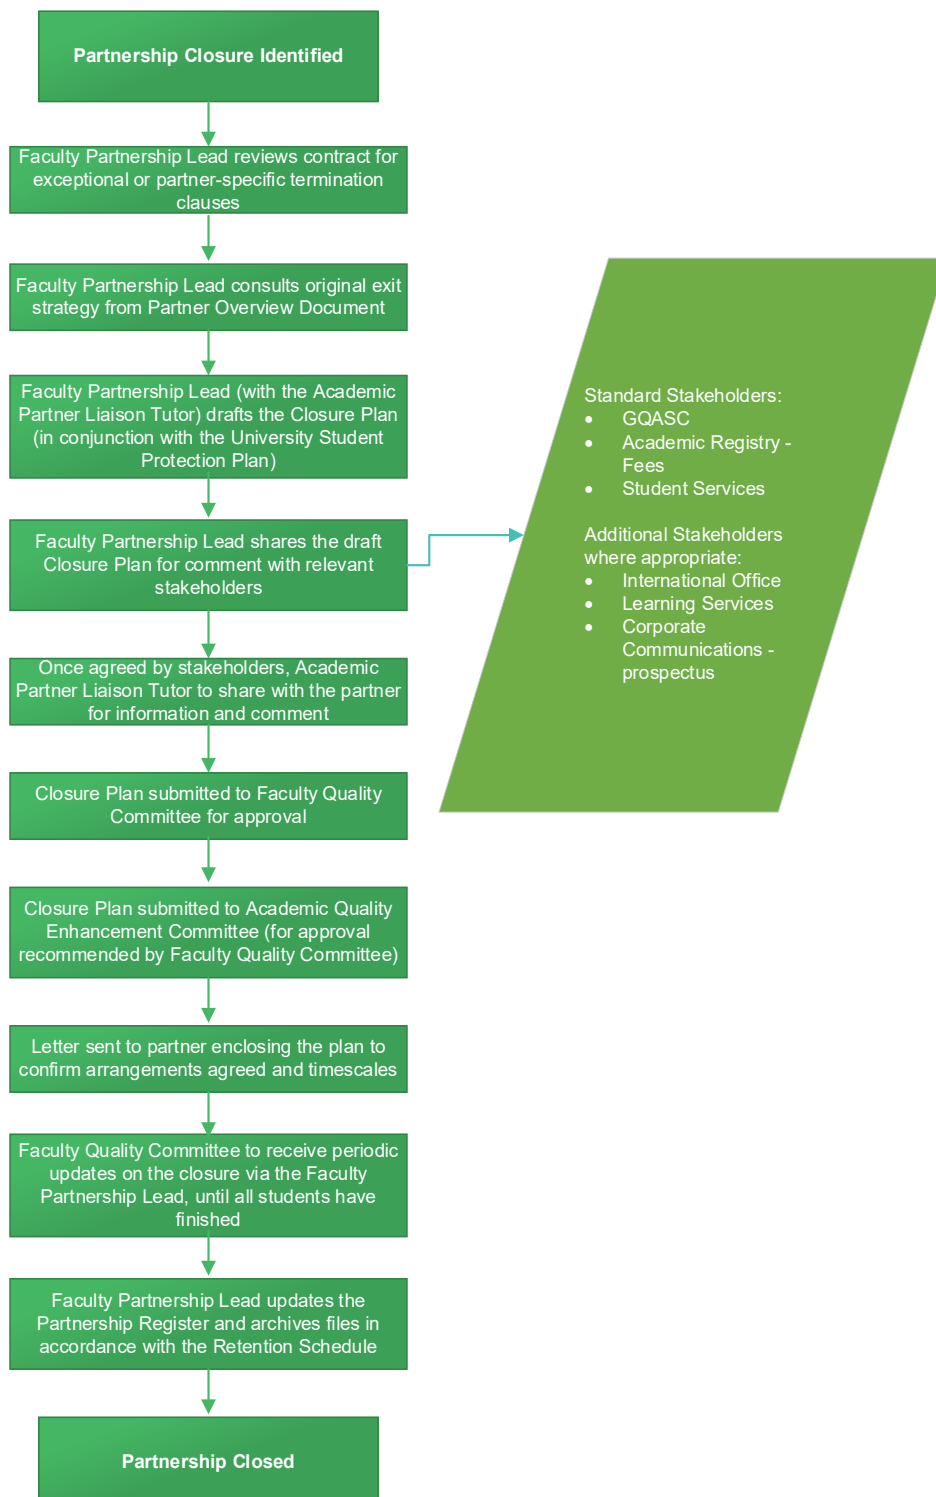 Partnership Closure Identified
Faculty Partnership Lead reviews contract for
exceptional or partner-specific termination
clauses
Faculty Partnership Lead consults original exit
strategy from Partner Overview Document
Faculty Partnership Lead (with the Academic
Partner Liaison Tutor) drafts the Closure Plan
(in conjunction with the University Student
Protection Plan)
Faculty Partnership Lead shares the draft
Closure Plan for comment with relevant
stakeholders
Standard Stakeholders:
• GQASC
• Academic Registry -
Fees
• Student Services
Additional Stakeholders
where appropriate:
• International Office
• Learning Services
• Corporate
Communications -
prospectus
Once agreed by stakeholders, Academic
Partner Liaison Tutor to share with the partner
for information and comment
Closure Plan submitted to Faculty Quality
Committee for approval
Closure Plan submitted to Academic Quality
Enhancement Committee (for approval
recommended by Faculty Quality Committee)
Letter sent to partner enclosing the plan to
confirm arrangements agreed and timescales
Faculty Quality Committee to receive periodic
updates on the closure via the Faculty
Partnership Lead, until all students have
finished
Faculty Partnership Lead updates the
Partnership Register and archives files in
accordance with the Retention Schedule
Partnership Closed